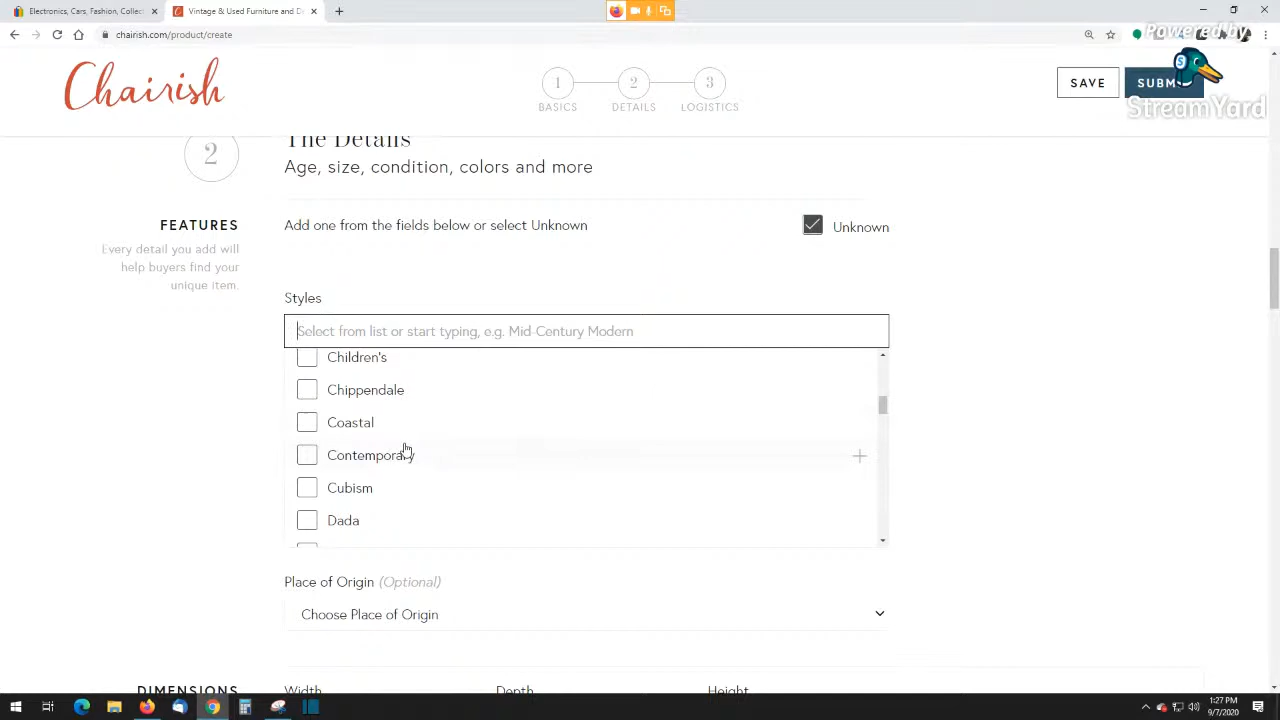 Electronics, Cars, Fashion, Collect
Vintage & Used Furniture and De
chairish.com/product/create
Powered by
StreamYard
Chairish
1
2
3
BASICS
DETAILS
LOGISTICS
SAVE
SUBM
The Details
2
Age, size, condition, colors and more
FEATURES
Every detail you add will
help buyers find your
unique item.
Add one from the fields below or select Unknown
Unknown
Styles
Select from list or start typing, e.g. Mid-Century Modern
Children's
Chippendale
Coastal
Contemporary
Cubism
Dada
Place of Origin (Optional)
Choose Place of Origin
DIMENSIONS
Width
Depth
Height
1:27 PM
9/7/2020